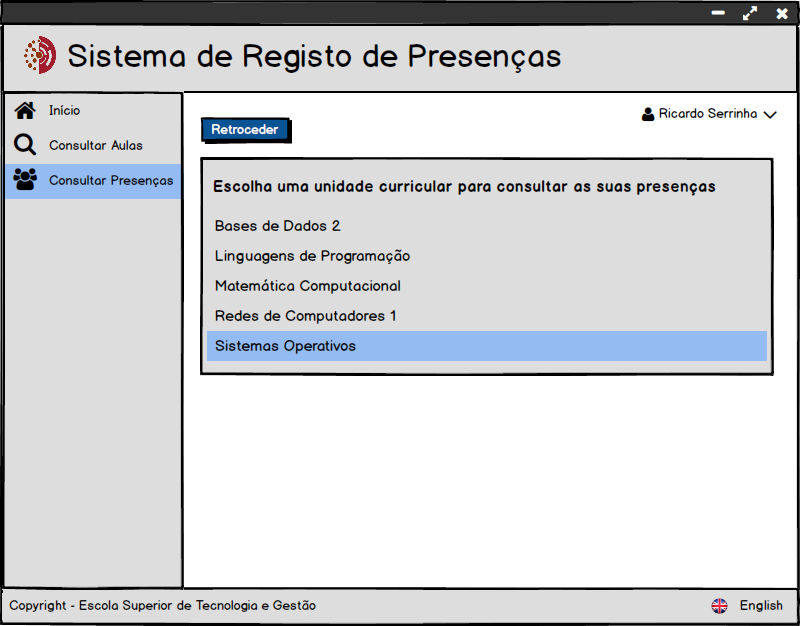 Sistema de Registo de Presenças
Início
Consultar Aulas
Consultar Presenças
Ricardo Serrinha
Retroceder
Escolha uma unidade curricular para consultar as suas presenças
Bases de Dados 2
Linguagens de Programação
Matemática Computacional
Redes de Computadores 1
Sistemas Operativos
Copyright - Escola Superior de Tecnologia e Gestão
English